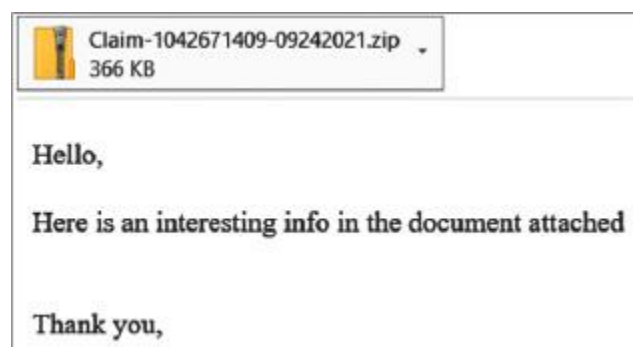 Claim-1042671409-09242021.zip
366 KB
Hello,
Here is an interesting info in the document attached
Thank you,